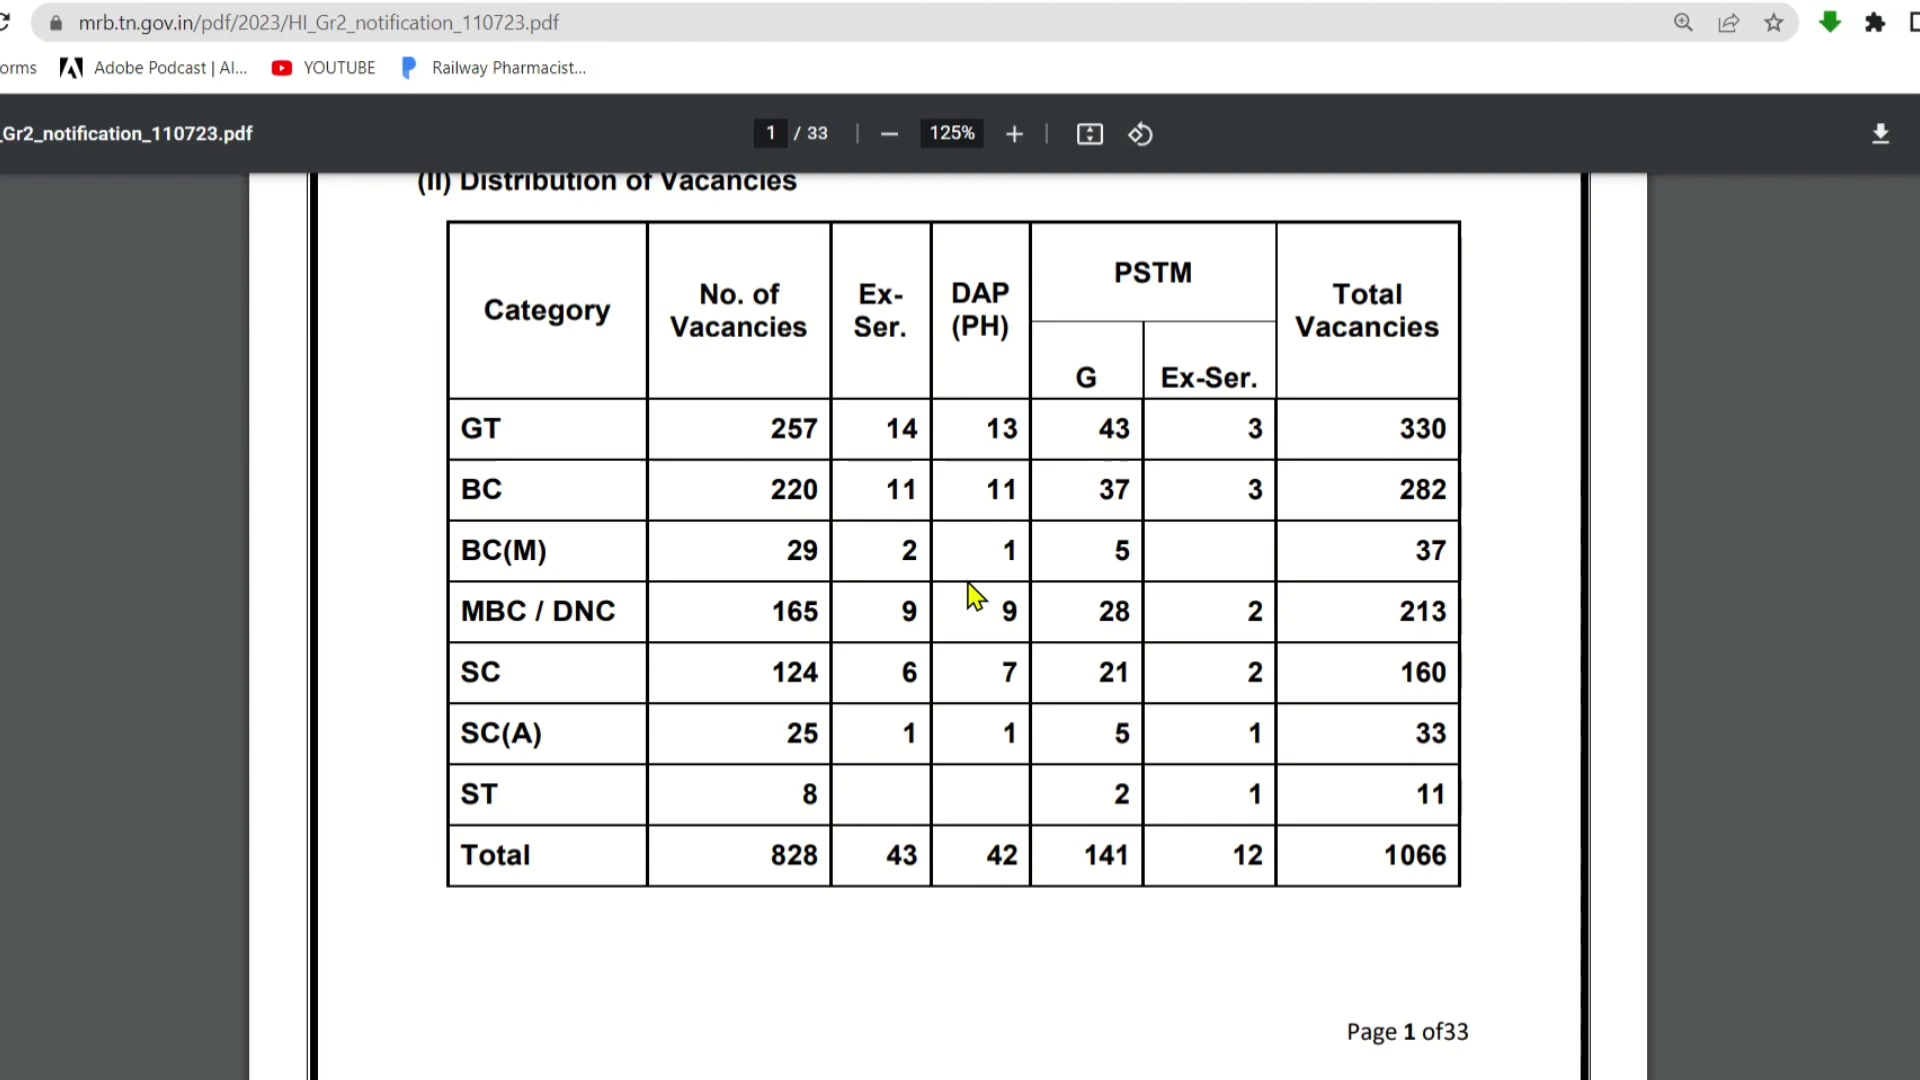 mrb.tn.gov.in/pdf/2023/HI_Gr2_notification_110723.pdf
orms Adobe Podcast | AI... YOUTUBE Railway Pharmacist...
_Gr2_notification_110723.pdf 1 / 33 125%
(II) Distribution of Vacancies
Category No. of Vacancies Ex-Ser. DAP (PH) PSTM Total Vacancies
G Ex-Ser.
GT 257 14 13 43 3 330
BC 220 11 11 37 3 282
BC(M) 29 2 1 5 37
MBC / DNC 165 9 9 28 2 213
SC 124 6 7 21 2 160
SC(A) 25 1 1 5 1 33
ST 8 2 1 11
Total 828 43 42 141 12 1066
Page 1 of33